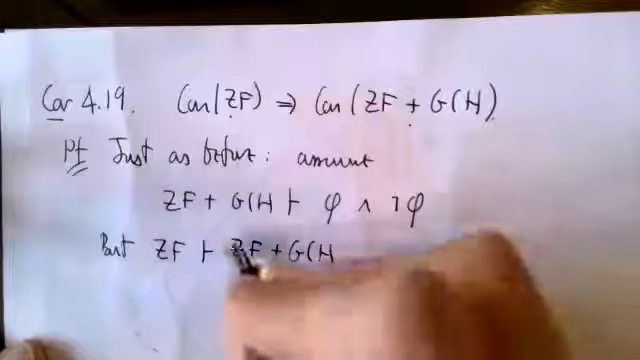 Cor 4.19. Con(ZF) ⇒ Con(ZF + GCH)
Pf Just as before: assume
ZF + GCH ⊢ φ ∧ ¬φ
But ZF ⊢ ZF + GCH